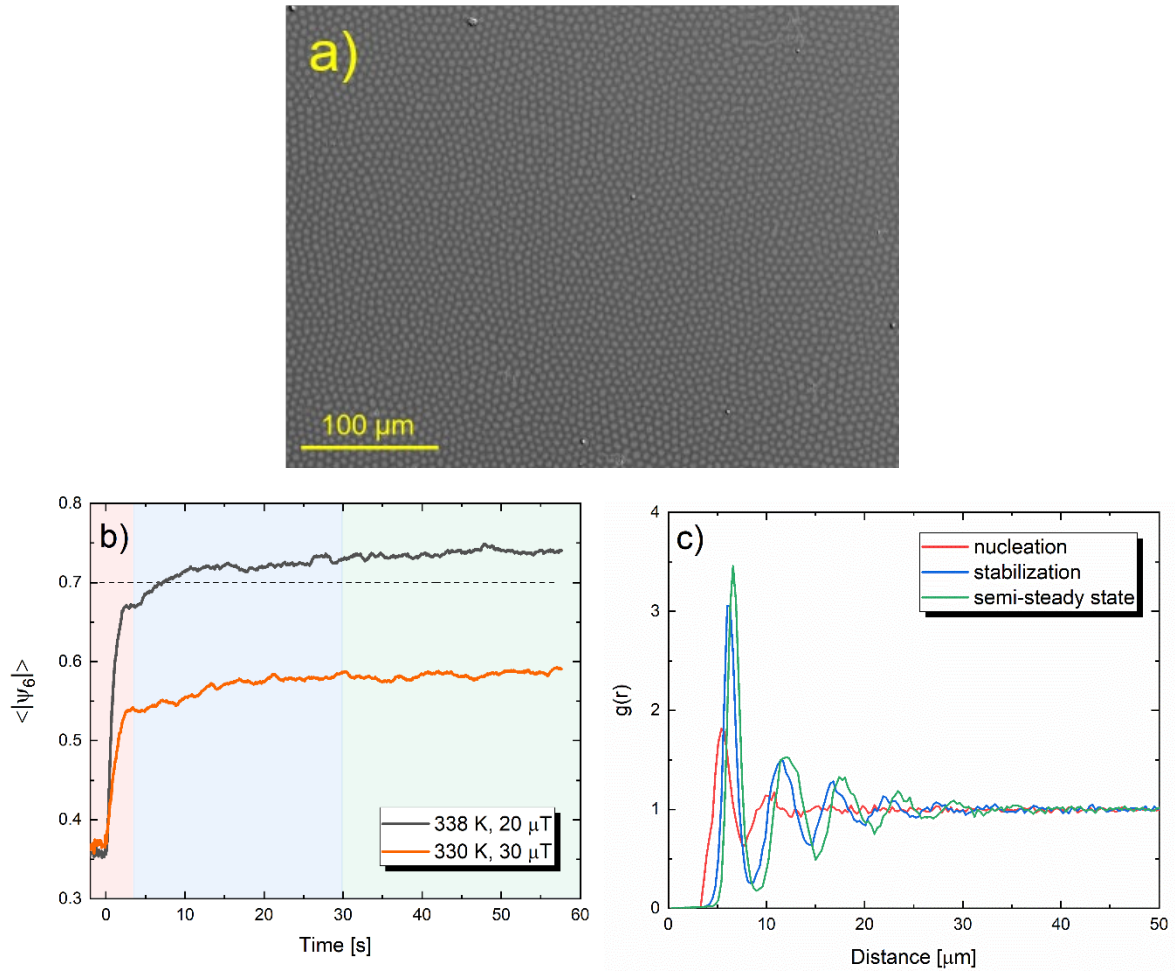 a)
100 µm
b)
0.8
0.7
0.6
0.5
0.4
0.3
<|ψ₆|>
338 K, 20 µT
330 K, 30 µT
0 10 20 30 40 50 60
Time [s]
c)
nucleation
stabilization
semi-steady state
4
3
2
1
0
g(r)
0 10 20 30 40 50
Distance [µm]